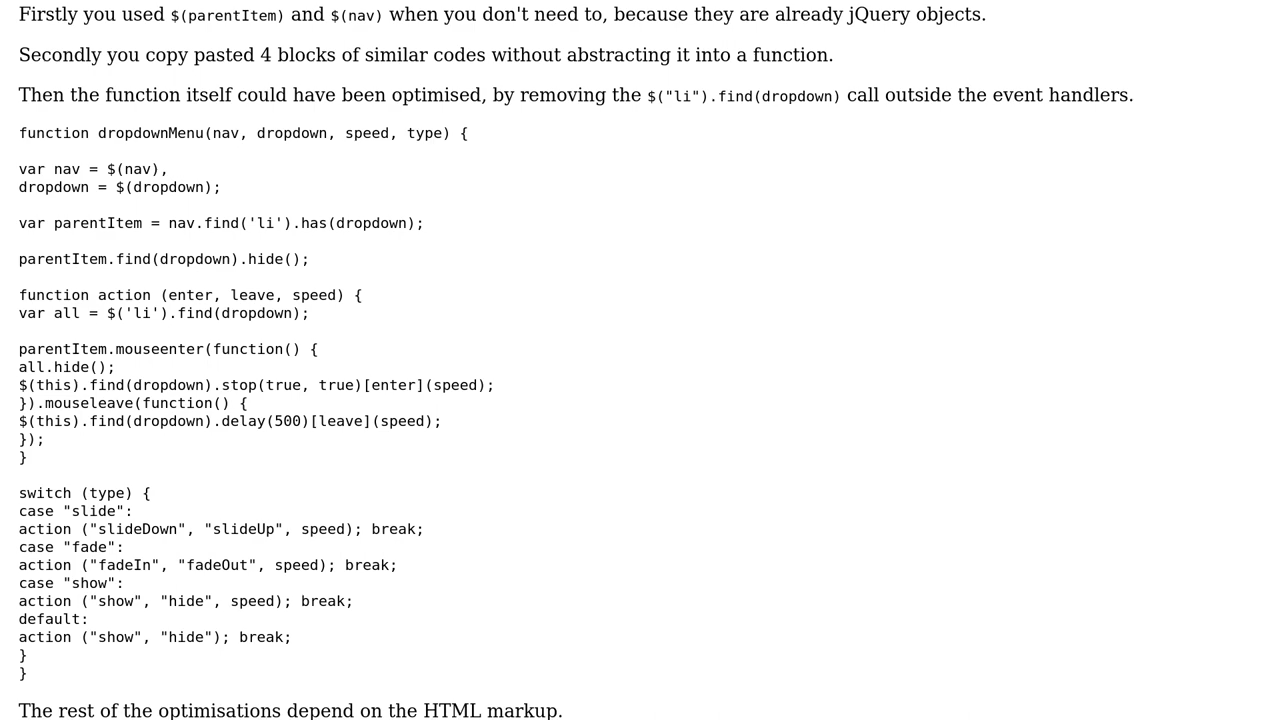 Firstly you used $(parentItem) and $(nav) when you don't need to, because they are already jQuery objects.
Secondly you copy pasted 4 blocks of similar codes without abstracting it into a function.
Then the function itself could have been optimised, by removing the $("li").find(dropdown) call outside the event handlers.
function dropdownMenu(nav, dropdown, speed, type) {
var nav = $(nav),
dropdown = $(dropdown);
var parentItem = nav.find('li').has(dropdown);
parentItem.find(dropdown).hide();
function action (enter, leave, speed) {
var all = $('li').find(dropdown);
parentItem.mouseenter(function() {
all.hide();
$(this).find(dropdown).stop(true, true)[enter](speed);
}).mouseleave(function() {
$(this).find(dropdown).delay(500)[leave](speed);
});
}
switch (type) {
case "slide":
action ("slideDown", "slideUp", speed); break;
case "fade":
action ("fadeIn", "fadeOut", speed); break;
case "show":
action ("show", "hide", speed); break;
default:
action ("show", "hide"); break;
}
}
The rest of the optimisations depend on the HTML markup.